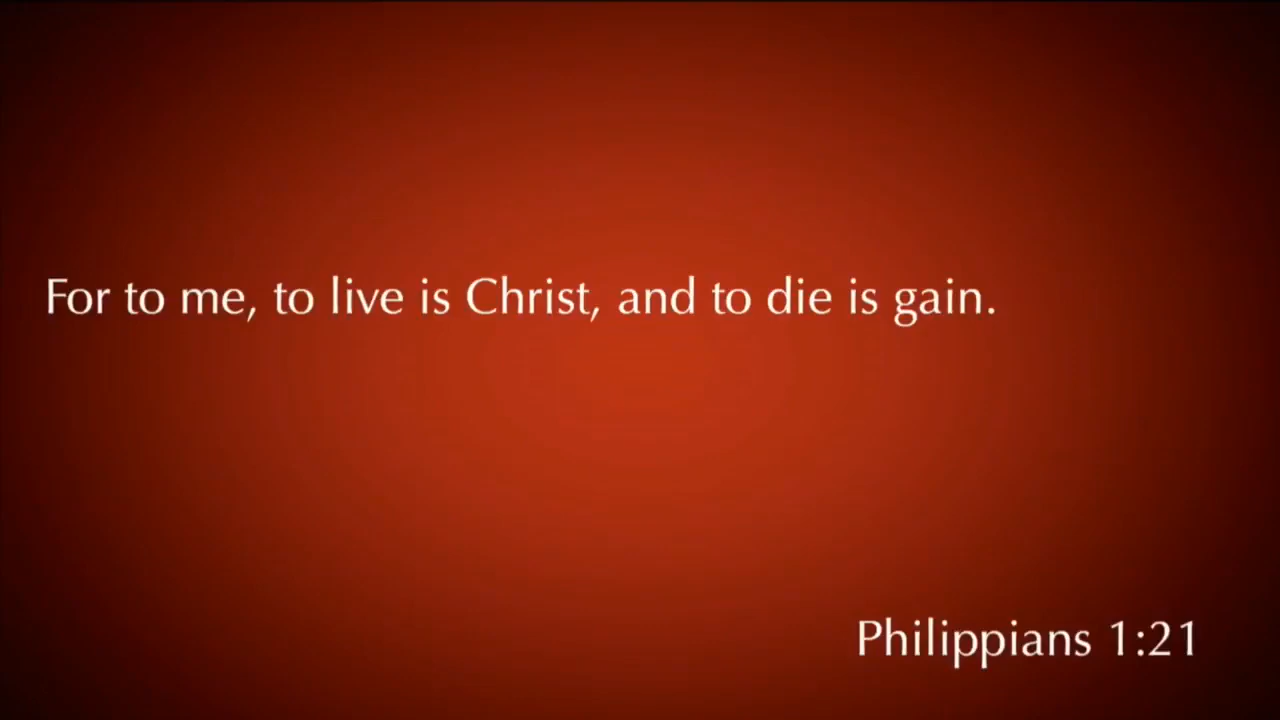 For to me, to live is Christ, and to die is gain.
Philippians 1:21